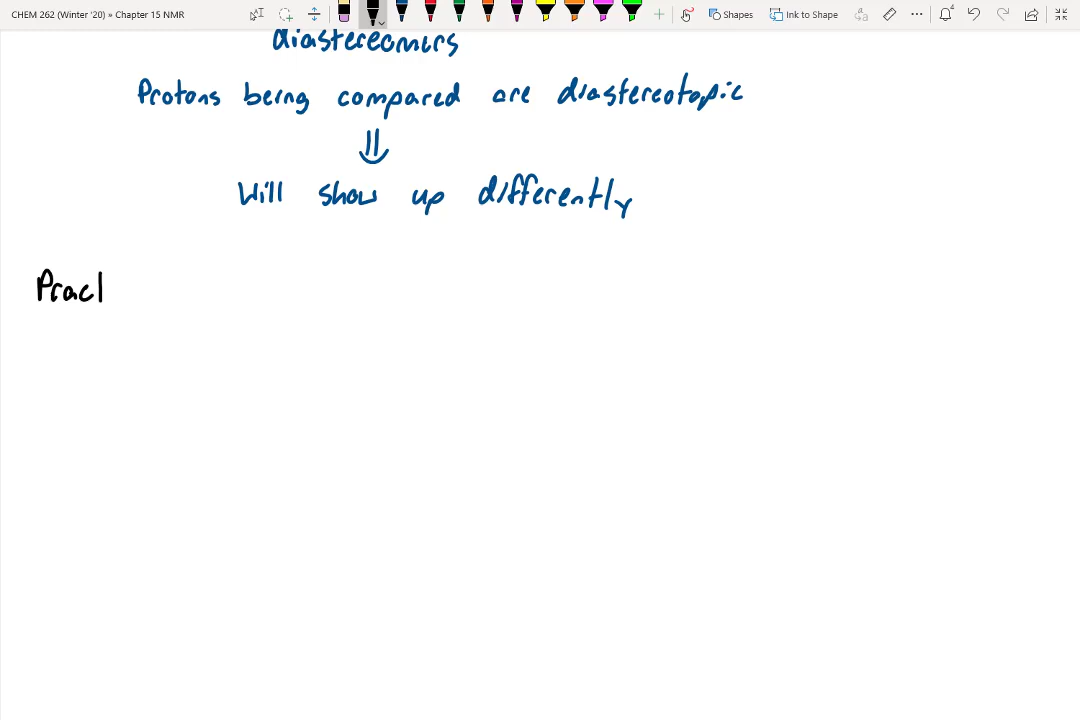 CHEM 262 (Winter '20) » Chapter 15 NMR
Shapes
Ink to Shape
4
diastereomers
Protons being compared are diastereotopic
Will show up differently
Pracl